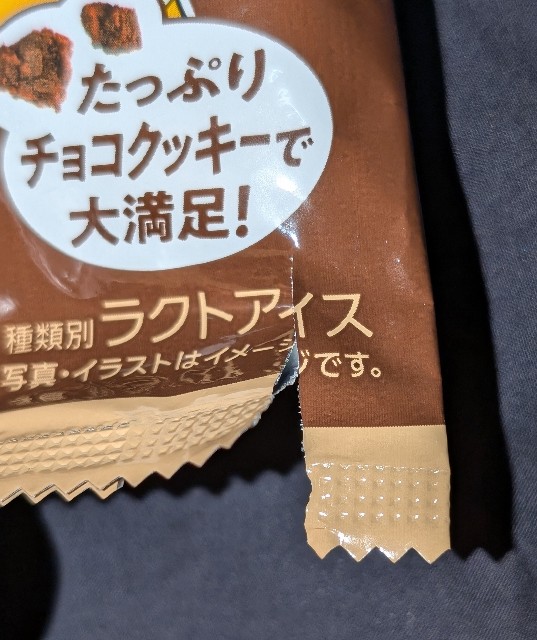 たっぷり
チョコクッキーで
大満足!
種類別 ラクトアイス
写真・イラストはイメージです。